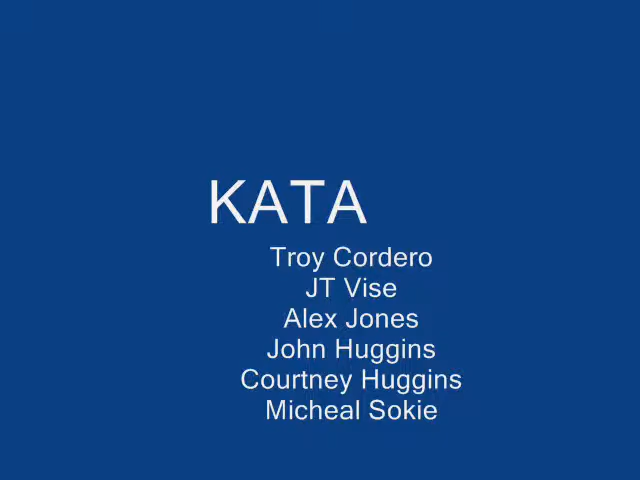 KATA
Troy Cordero
JT Vise
Alex Jones
John Huggins
Courtney Huggins
Micheal Sokie